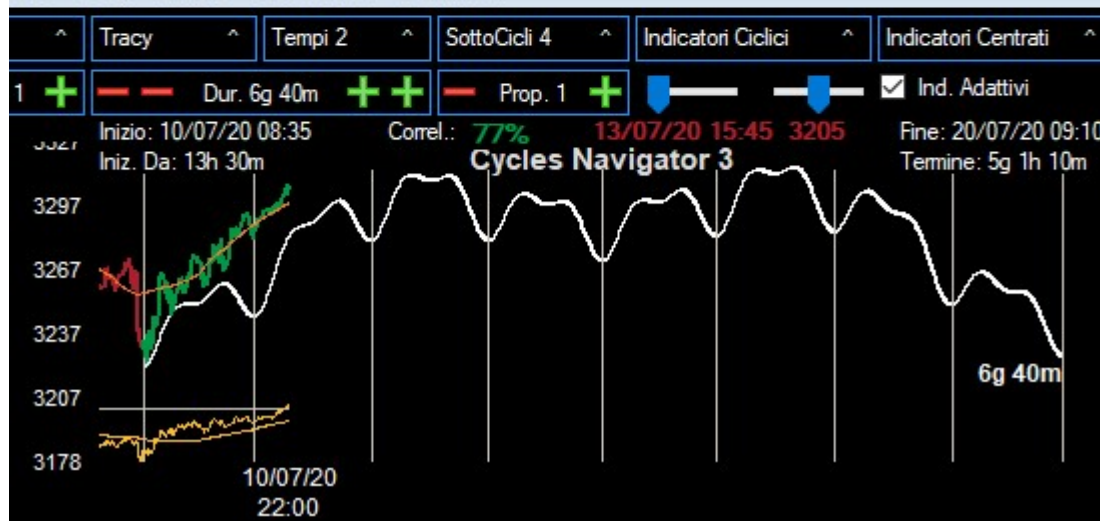 Tracy ^ Tempi 2 ^ SottoCicli 4 ^ Indicatori Ciclici ^ Indicatori Centrati ^
1 Dur. 6g 40m Prop. 1 Ind. Adattivi
Inizio: 10/07/20 08:35 Correl.: 77% 13/07/20 15:45 3205 Fine: 20/07/20 09:10
Iniz. Da: 13h 30m Cycles Navigator 3 Termine: 5g 1h 10m
3327
3297
3267
3237
3207
3178
6g 40m
10/07/20
22:00